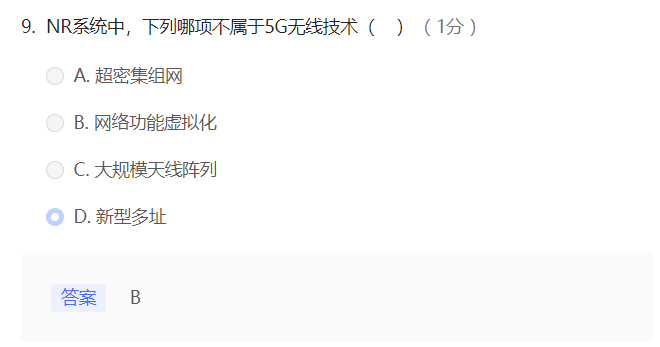 9. NR系统中，下列哪项不属于5G无线技术（ ）（ 1分 ）
A. 超密集组网
B. 网络功能虚拟化
C. 大规模天线阵列
D. 新型多址
答案 B